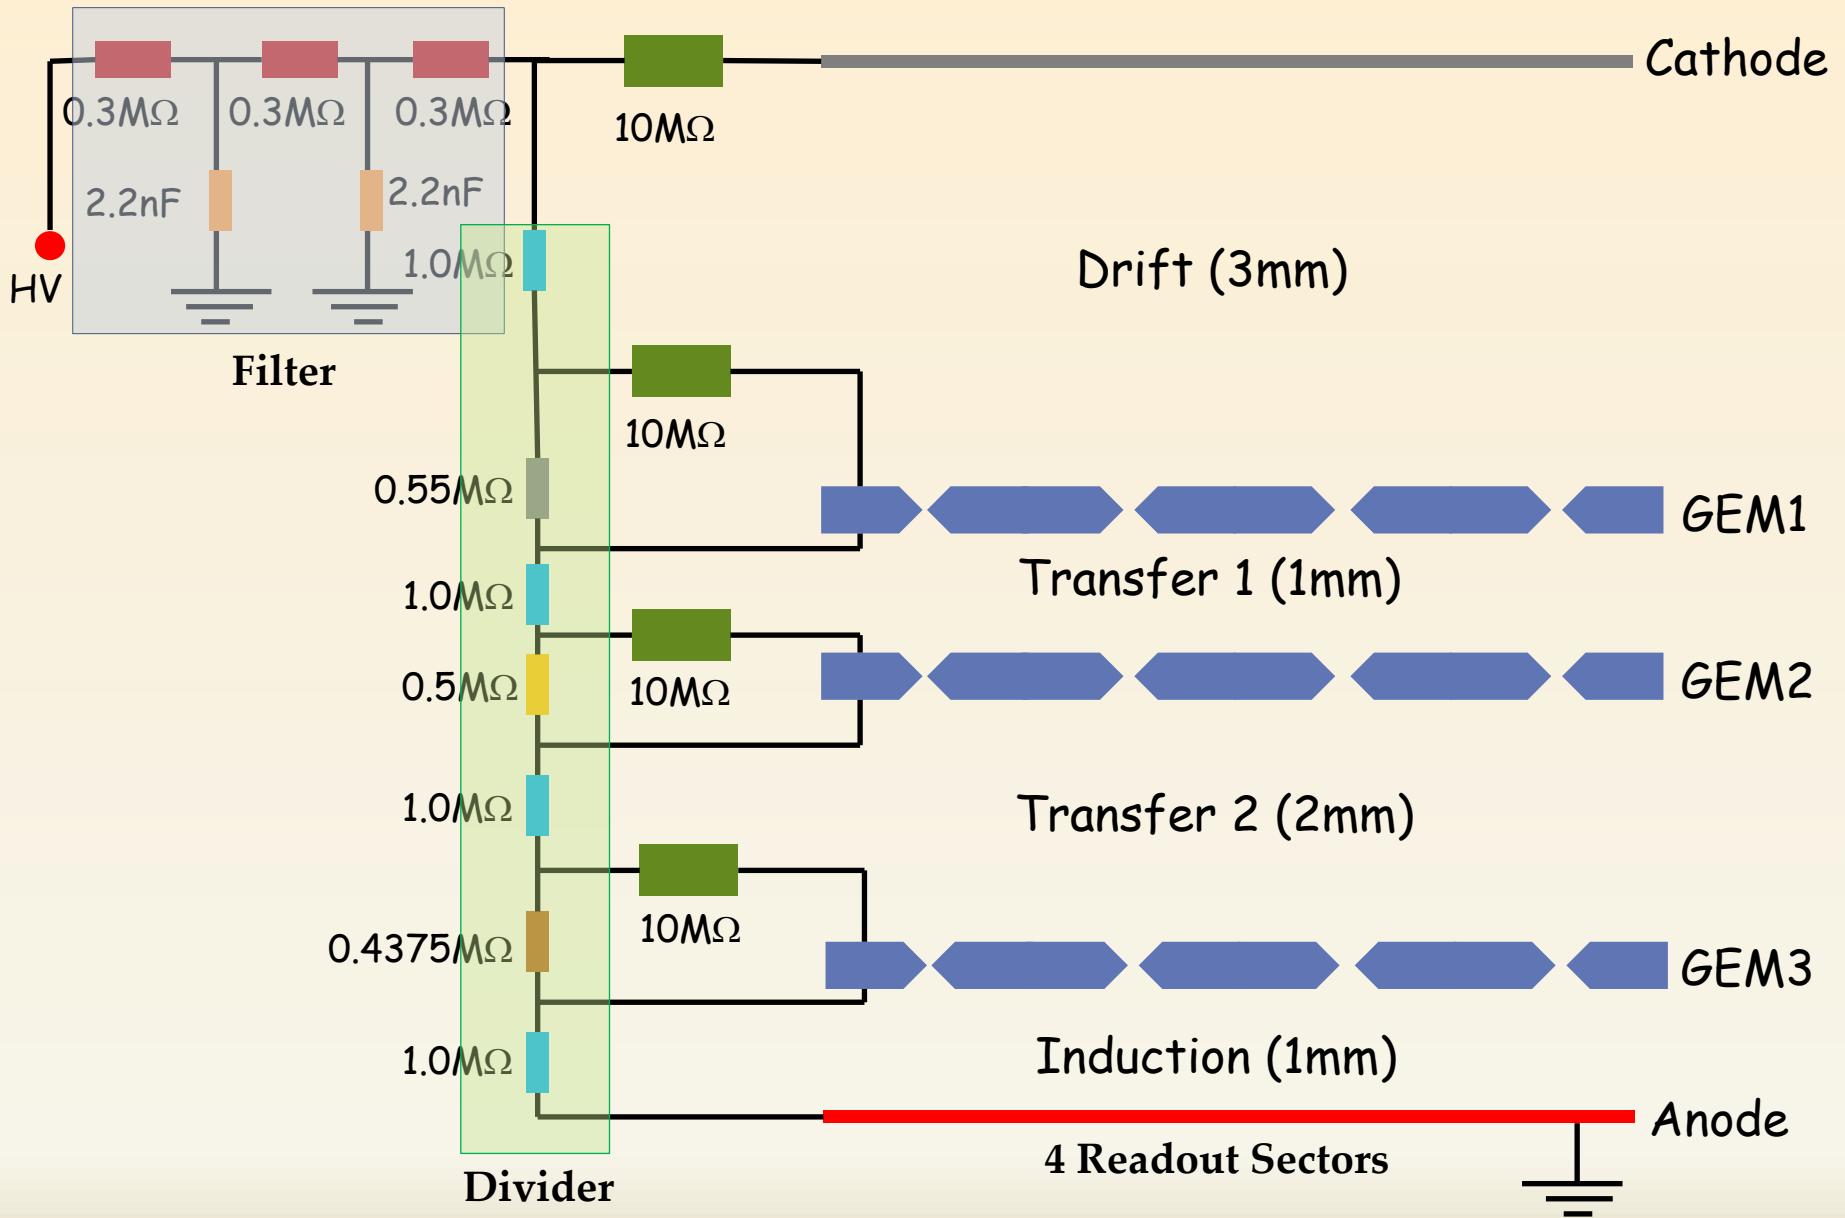 Cathode
0.3MΩ 0.3MΩ 0.3MΩ
10MΩ
2.2nF
2.2nF
1.0MΩ
Drift (3mm)
HV
Filter
10MΩ
0.55MΩ
GEM1
Transfer 1 (1mm)
1.0MΩ
0.5MΩ
10MΩ
GEM2
1.0MΩ
Transfer 2 (2mm)
10MΩ
0.4375MΩ
GEM3
1.0MΩ
Induction (1mm)
Anode
4 Readout Sectors
Divider